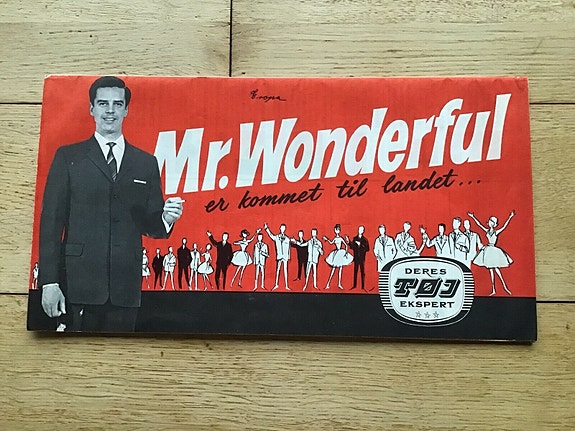 Mr. Wonderful
er kommet til landet...
DERES
TØJ
EKSPERT